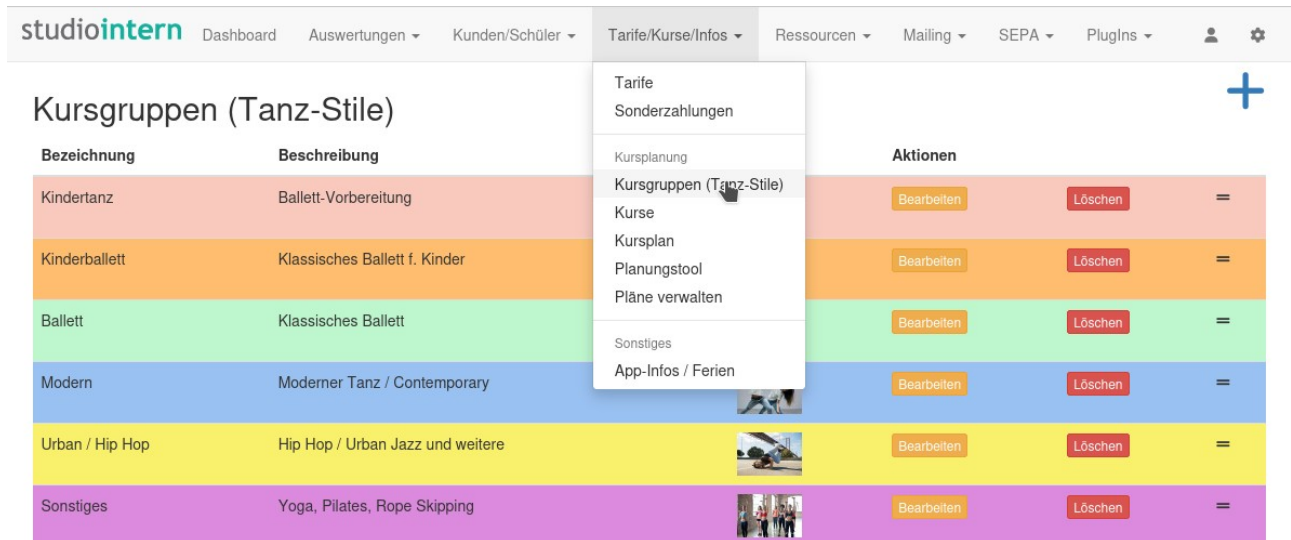 studiointern Dashboard Auswertungen Kunden/Schüler Tarife/Kurse/Infos Ressourcen Mailing SEPA PlugIns
Tarife
Sonderzahlungen
Kursplanung
Kursgruppen (Tanz-Stile)
Kurse
Kursplan
Planungstool
Pläne verwalten
Sonstiges
App-Infos / Ferien
Kursgruppen (Tanz-Stile)
Bezeichnung Beschreibung Aktionen
Kindertanz Ballett-Vorbereitung Bearbeiten Löschen
Kinderballett Klassisches Ballett f. Kinder Bearbeiten Löschen
Ballett Klassisches Ballett Bearbeiten Löschen
Modern Moderner Tanz / Contemporary Bearbeiten Löschen
Urban / Hip Hop Hip Hop / Urban Jazz und weitere Bearbeiten Löschen
Sonstiges Yoga, Pilates, Rope Skipping Bearbeiten Löschen